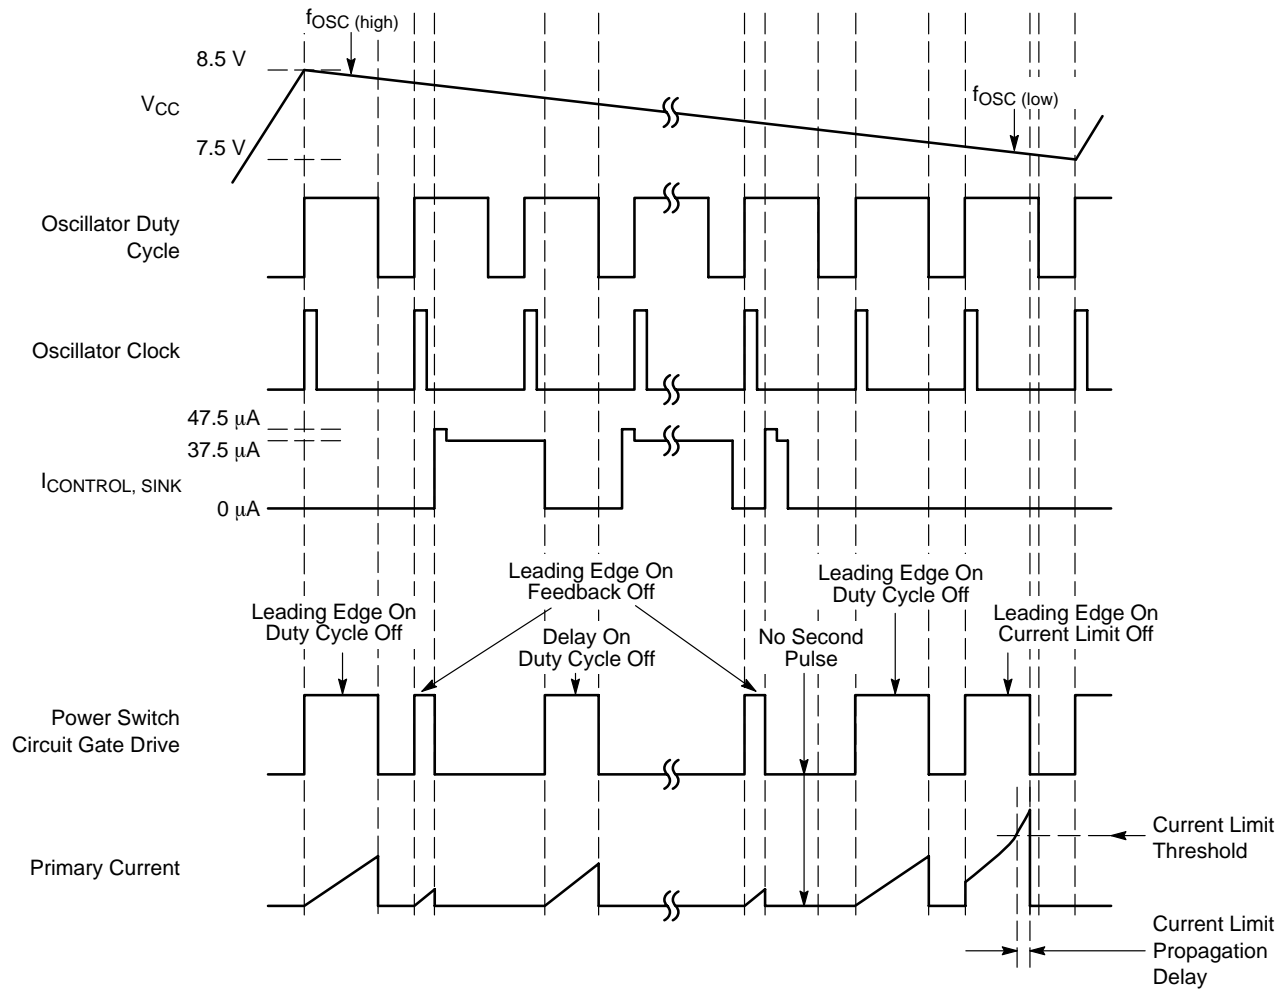 fOSC (high)
8.5 V
VCC
fOSC (low)
7.5 V
Oscillator Duty
Cycle
Oscillator Clock
47.5 μA
37.5 μA
ICONTROL, SINK
0 μA
Leading Edge On
Feedback Off
Leading Edge On
Duty Cycle Off
Leading Edge On
Duty Cycle Off
Delay On
Duty Cycle Off
No Second
Pulse
Leading Edge On
Current Limit Off
Power Switch
Circuit Gate Drive
Primary Current
Current Limit
Threshold
Current Limit
Propagation
Delay